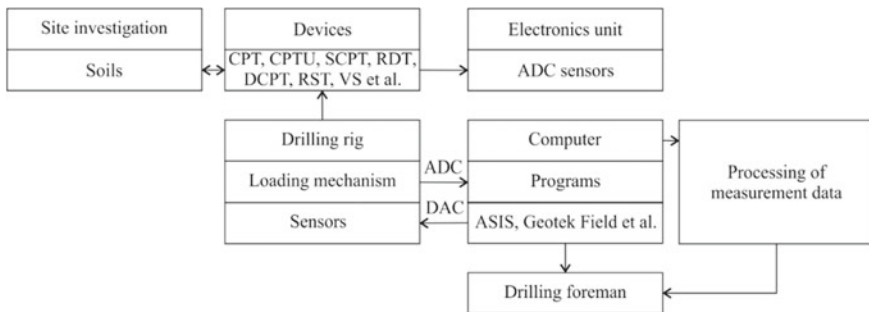 Site investigation
Soils
Devices
CPT, CPTU, SCPT, RDT,
DCPT, RST, VS et al.
Electronics unit
ADC sensors
Drilling rig
Loading mechanism
Sensors
ADC
DAC
Computer
Programs
ASIS, Geotek Field et al.
Processing of
measurement data
Drilling foreman